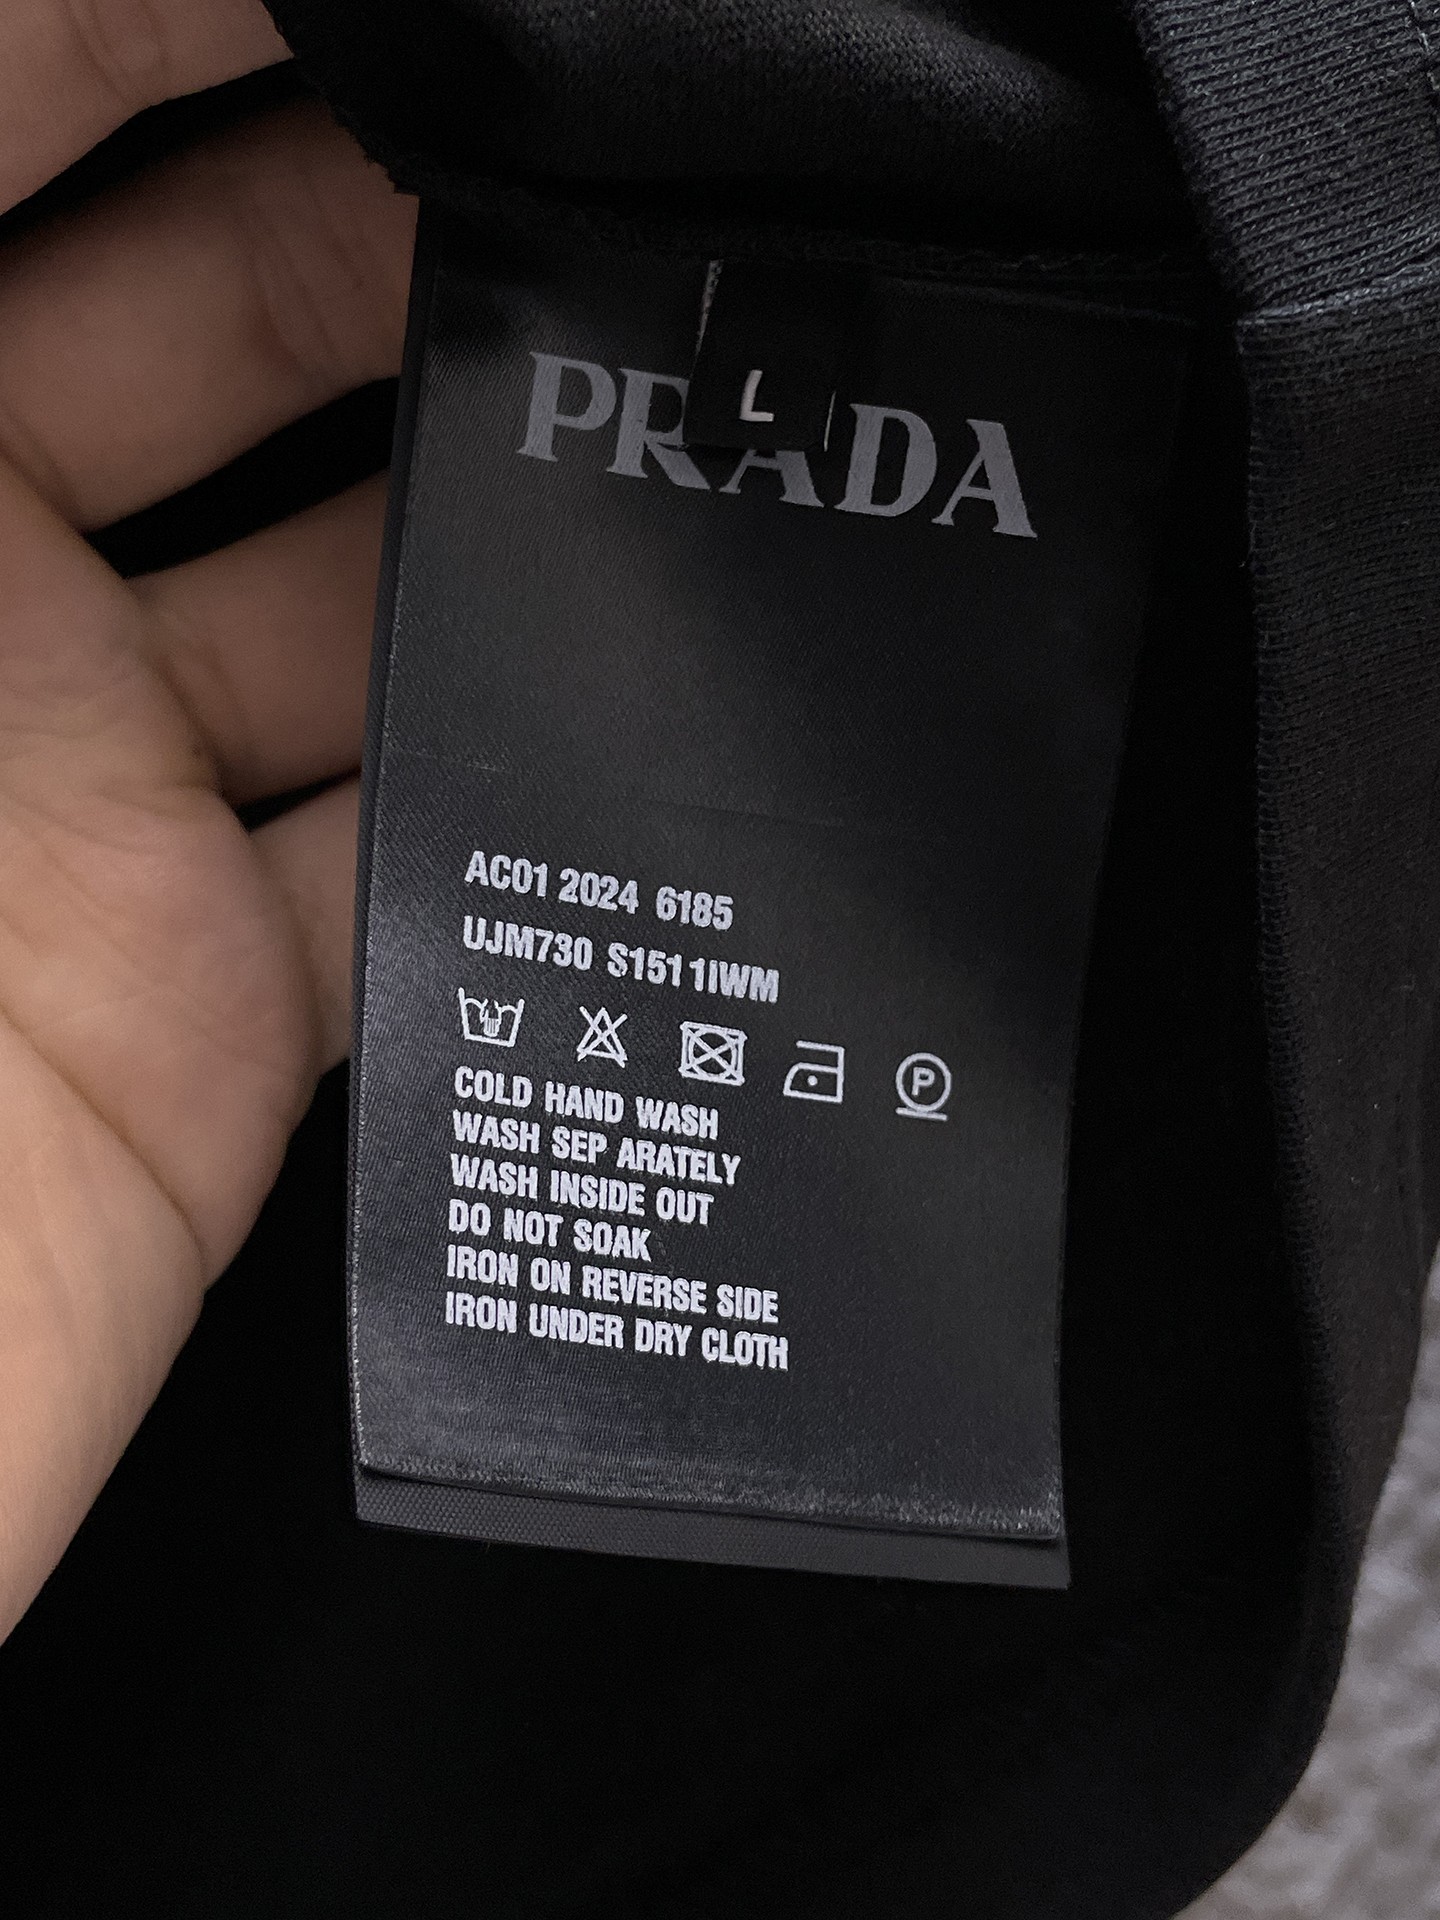 L
PRADA
AC01 2024 6185
UJM730 S151 1IWM
P
COLD HAND WASH
WASH SEP ARATELY
WASH INSIDE OUT
DO NOT SOAK
IRON ON REVERSE SIDE
IRON UNDER DRY CLOTH